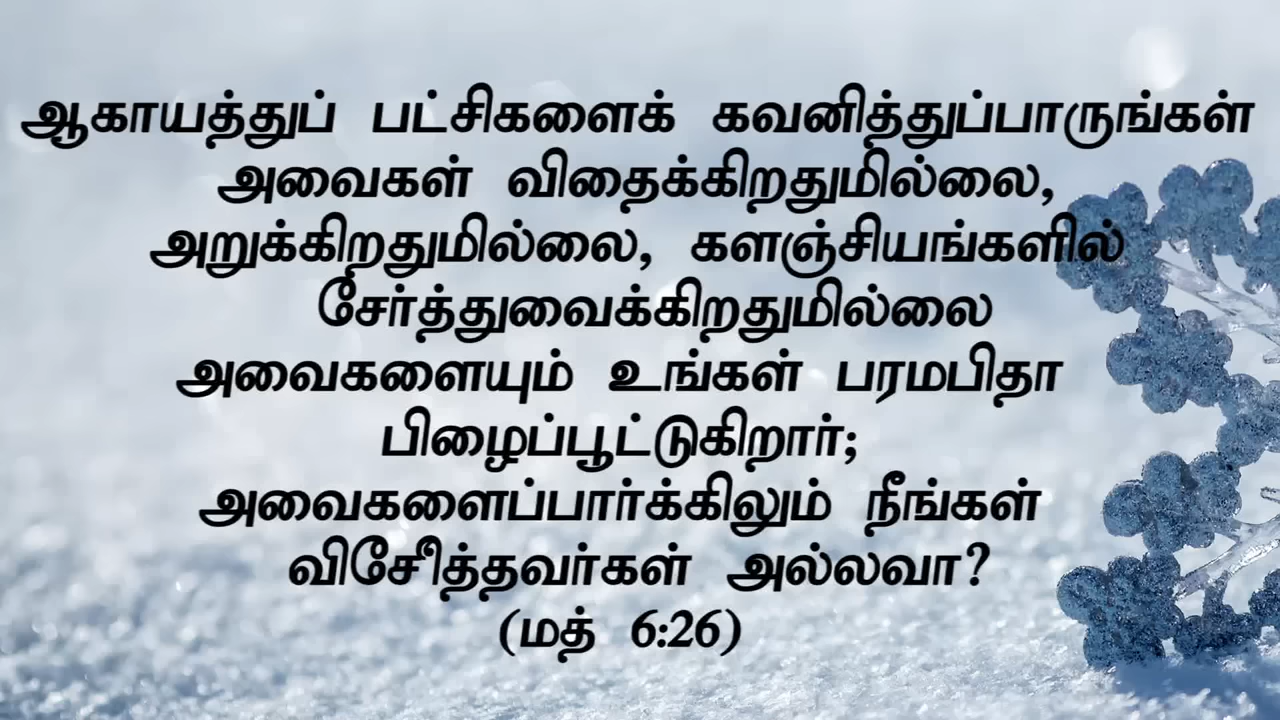 ஆகாயத்துப் பட்சிகளைக் கவனித்துப்பாருங்கள்
அவைகள் விதைக்கிறதுமில்லை,
அறுக்கிறதுமில்லை, களஞ்சியங்களில்
சேர்த்துவைக்கிறதுமில்லை
அவைகளையும் உங்கள் பரமபிதா
பிழைப்பூட்டுகிறார்;
அவைகளைப்பார்க்கிலும் நீங்கள்
விசேீத்தவர்கள் அல்லவா?
(மத் 6:26)